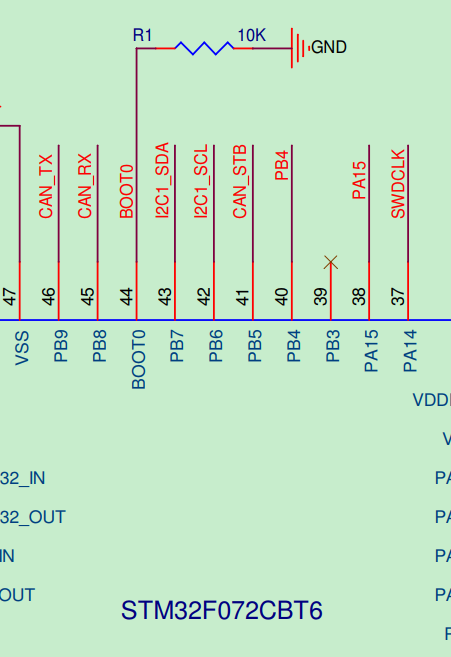 R1 10K
GND
CAN_TX
CAN_RX
BOOT0
I2C1_SDA
I2C1_SCL
CAN_STB
PB4
PA15
SWDCLK
47 46 45 44 43 42 41 40 39 38 37
VSS PB9 PB8 BOOT0 PB7 PB6 PB5 PB4 PB3 PA15 PA14
VDD
V
32_IN PA
32_OUT PA
IN PA
OUT PA
STM32F072CBT6